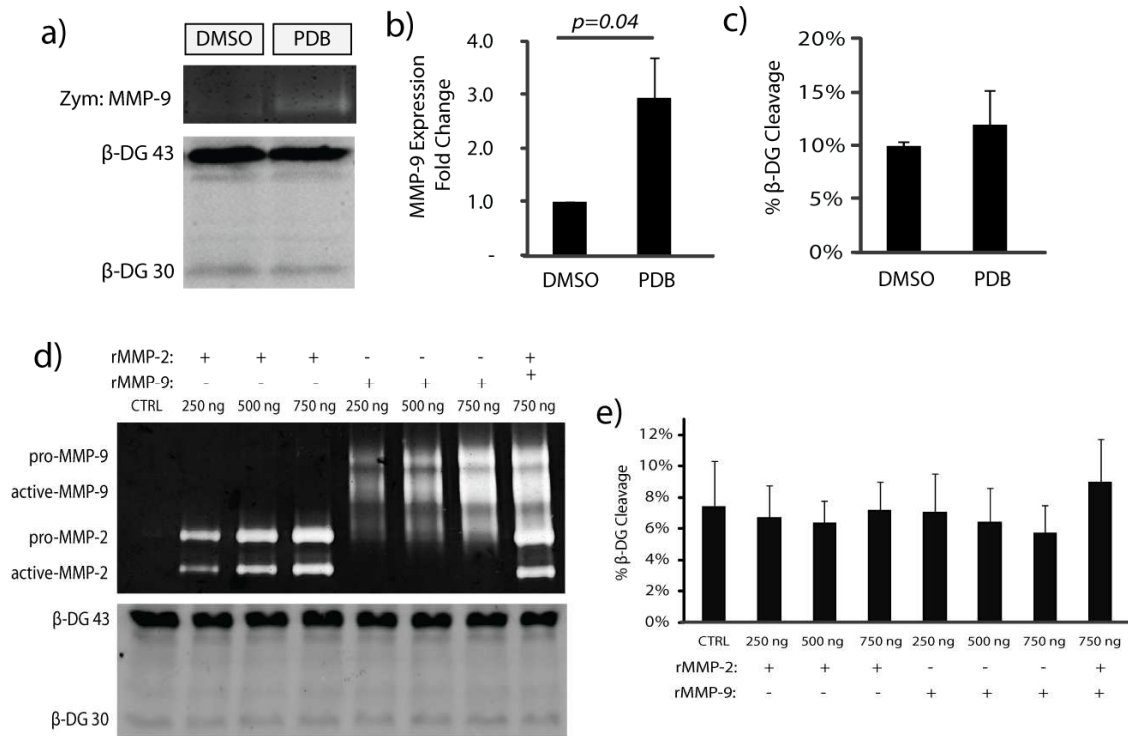 a)
DMSO PDB
Zym: MMP-9
β-DG 43
β-DG 30
b)
p=0.04
MMP-9 Expression
Fold Change
4.0
3.0
2.0
1.0
-
DMSO PDB
c)
% β-DG Cleavage
20%
15%
10%
5%
0%
DMSO PDB
d)
rMMP-2: + + + - - - +
rMMP-9: - - - + + + +
CTRL 250 ng 500 ng 750 ng 250 ng 500 ng 750 ng 750 ng
pro-MMP-9
active-MMP-9
pro-MMP-2
active-MMP-2
β-DG 43
β-DG 30
e)
% β-DG Cleavage
12%
10%
8%
6%
4%
2%
0%
CTRL 250 ng 500 ng 750 ng 250 ng 500 ng 750 ng 750 ng
rMMP-2: + + + - - - +
rMMP-9: - - - + + + +